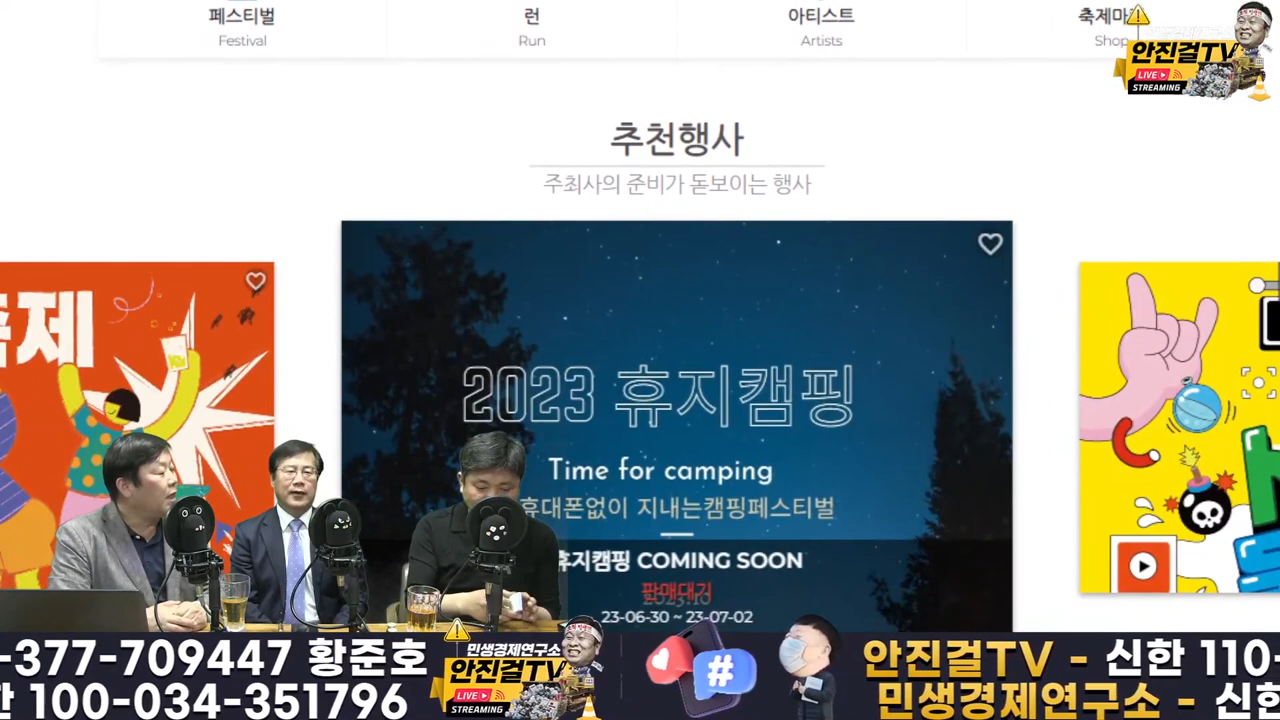 페스티벌
런
아티스트
축제마
Festival
Run
Artists
Shop
안진걸TV
LIVE
STREAMING
추천행사
주최사의 준비가 돋보이는 행사
제
2023 휴지캠핑
Time for camping
휴대폰없이 지내는캠핑페스티벌
휴지캠핑 COMING SOON
판매대기
23-06-30 ~ 23-07-02
-377-709447 황준호
한 100-034-351796
민생경제연구소
안진걸TV
LIVE
STREAMING
#
안진걸TV - 신한 110-
민생경제연구소 - 신한